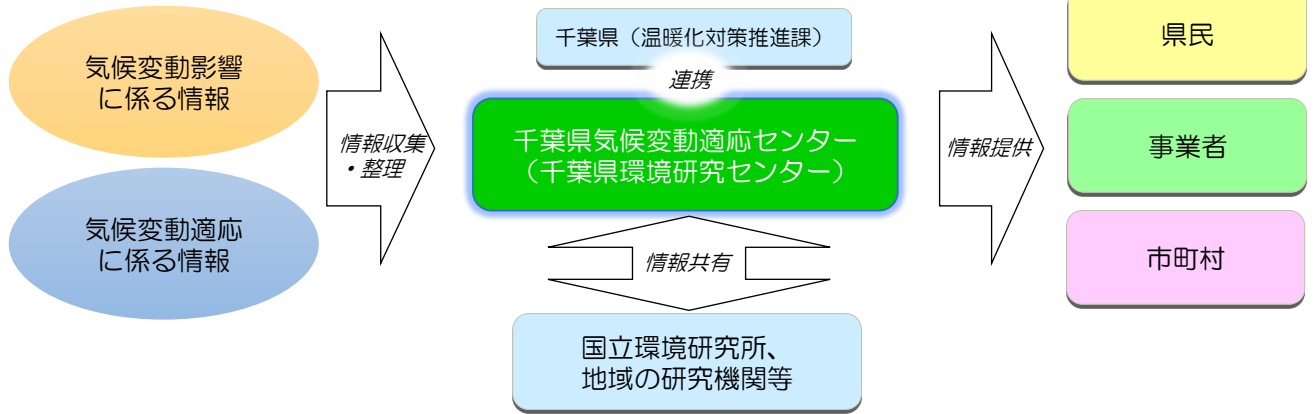 気候変動影響
に係る情報
気候変動適応
に係る情報
情報収集
・整理
千葉県（温暖化対策推進課）
連携
千葉県気候変動適応センター
（千葉県環境研究センター）
情報共有
国立環境研究所、
地域の研究機関等
情報提供
県民
事業者
市町村